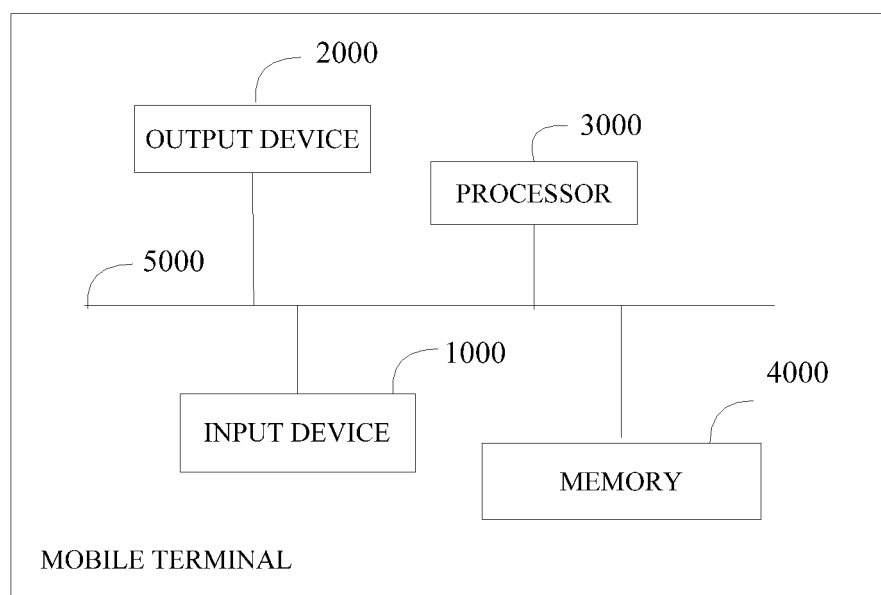 2000
OUTPUT DEVICE
3000
PROCESSOR
5000
1000
INPUT DEVICE
4000
MEMORY
MOBILE TERMINAL